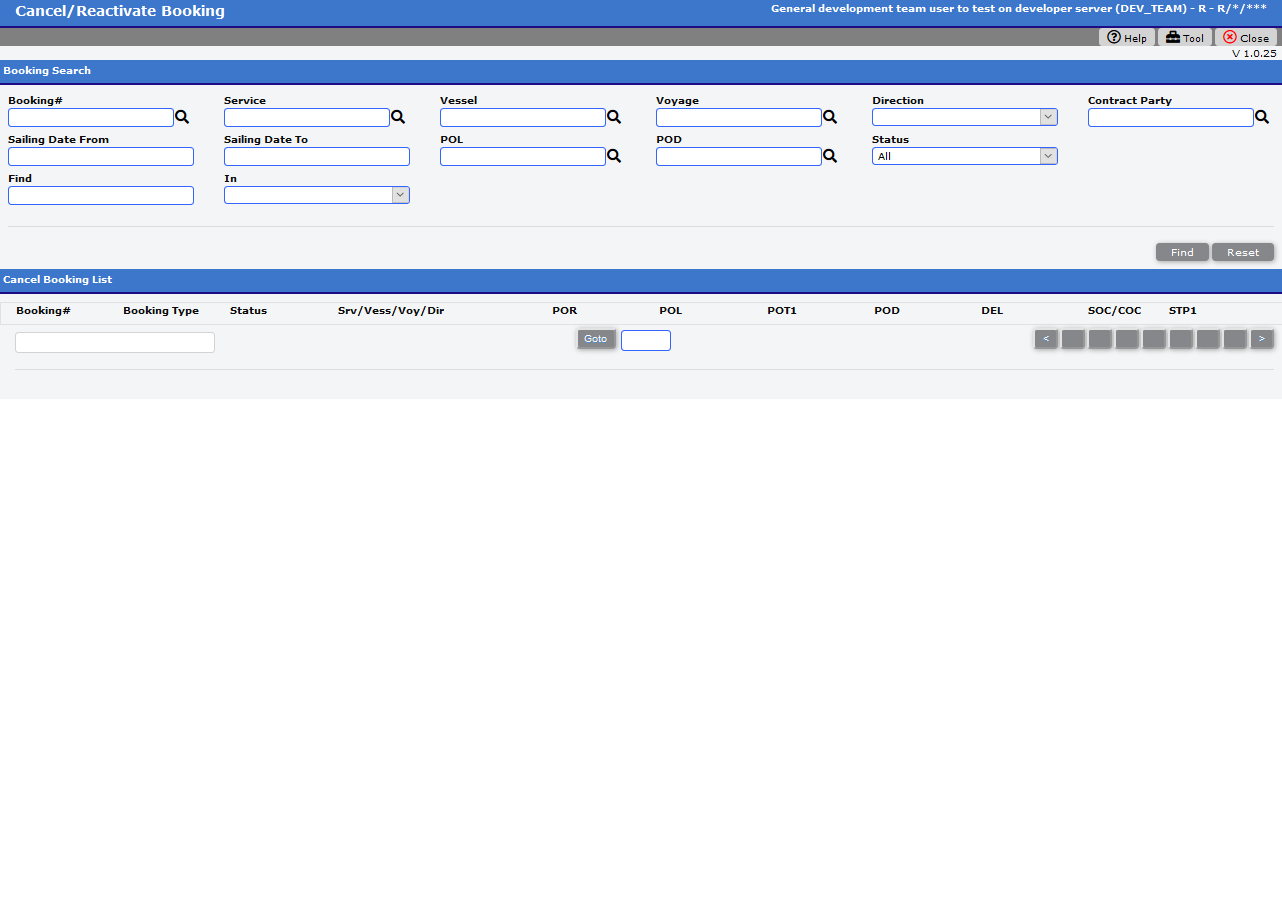 Cancel/Reactivate Booking
General development team user to test on developer server (DEV_TEAM) - R - R/*/***
Help Tool Close
V 1.0.25
Booking Search
Booking# Service Vessel Voyage Direction Contract Party
Sailing Date From Sailing Date To POL POD Status
All
Find In
Find Reset
Cancel Booking List
Booking# Booking Type Status Srv/Vess/Voy/Dir POR POL POT1 POD DEL SOC/COC STP1
Goto < >